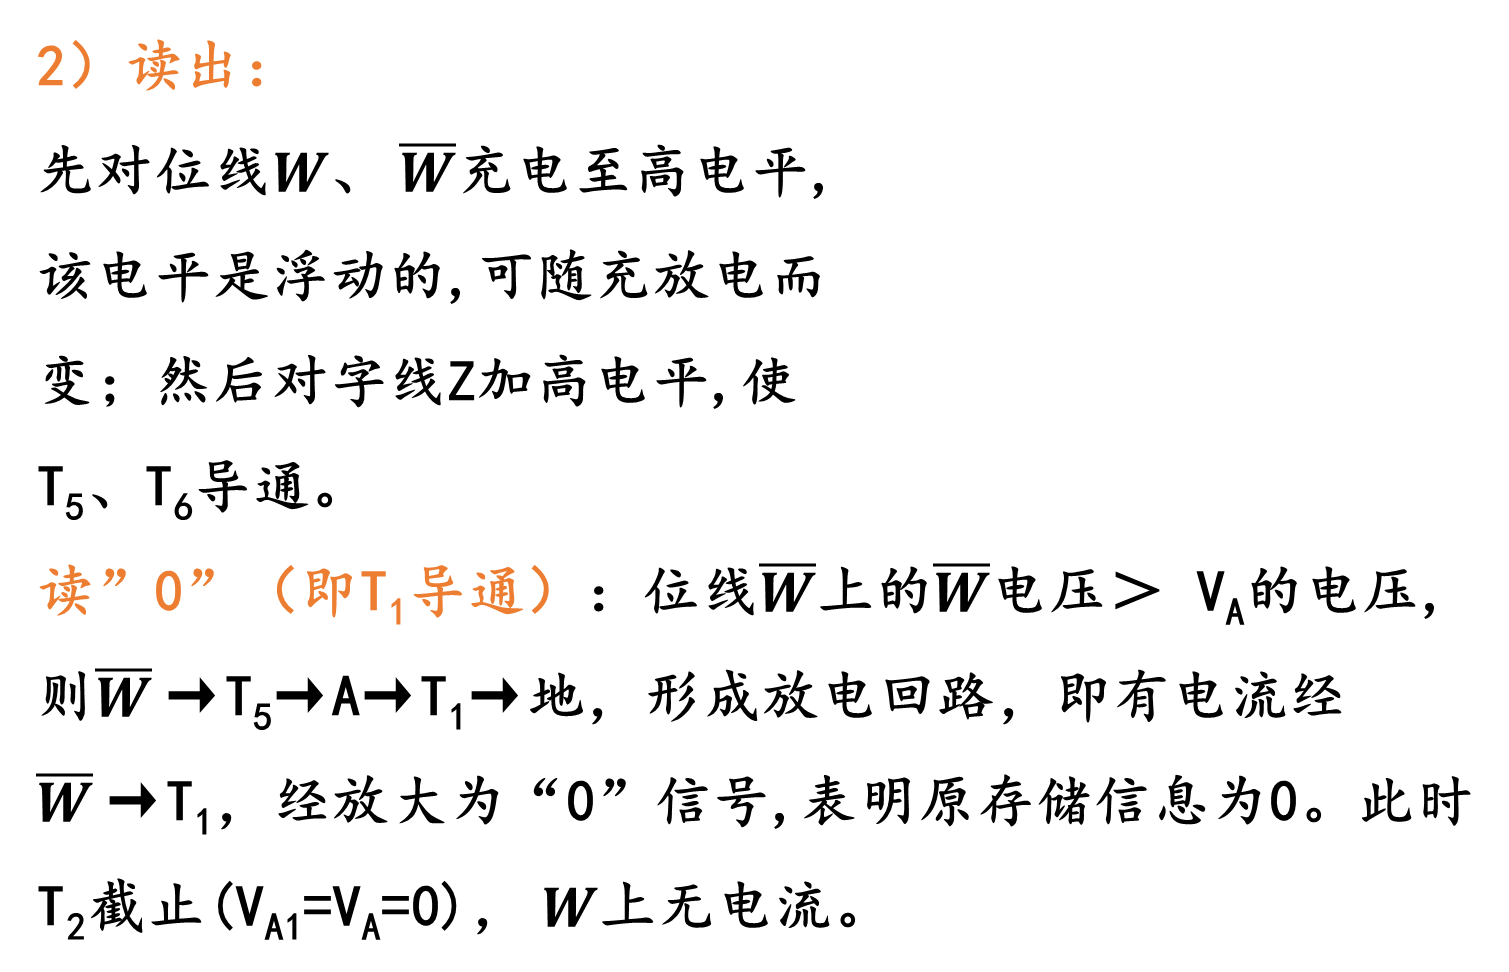 2）读出：
先对位线W、W̅充电至高电平,
该电平是浮动的,可随充放电而
变；然后对字线Z加高电平,使
T₅、T₆导通。
读”0”（即T₁导通）：位线W̅上的W̅电压＞ V_A的电压,
则W̅→T₅→A→T₁→地，形成放电回路，即有电流经
W̅→T₁，经放大为“0”信号,表明原存储信息为0。此时
T₂截止(V_A1=V_A=0)，W上无电流。